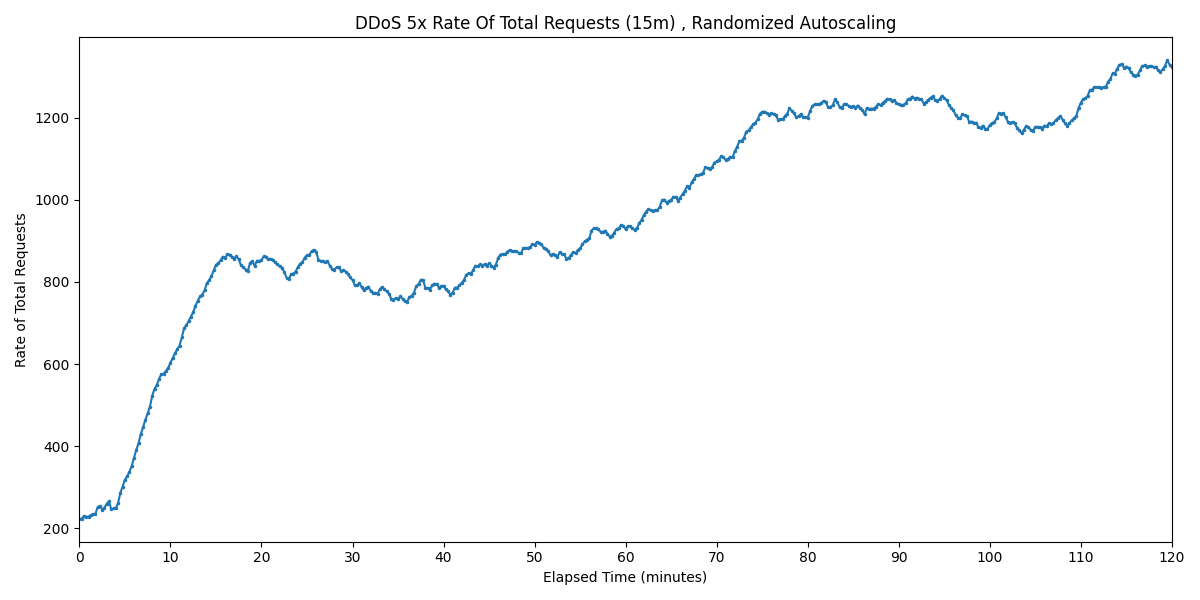 DDoS 5x Rate Of Total Requests (15m) , Randomized Autoscaling
Rate of Total Requests
1200
1000
800
600
400
200
0 10 20 30 40 50 60 70 80 90 100 110 120
Elapsed Time (minutes)